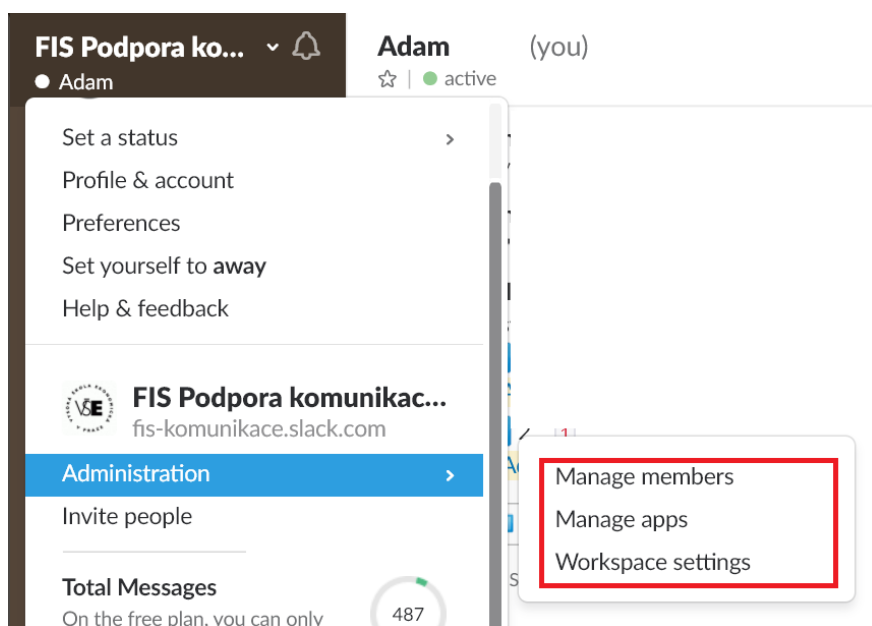 FIS Podpora ko...
Adam
Adam (you)
active
Set a status
Profile & account
Preferences
Set yourself to away
Help & feedback
VŠE
FIS Podpora komunikac...
fis-komunikace.slack.com
Administration
Invite people
Manage members
Manage apps
Workspace settings
Total Messages
On the free plan, you can only
487